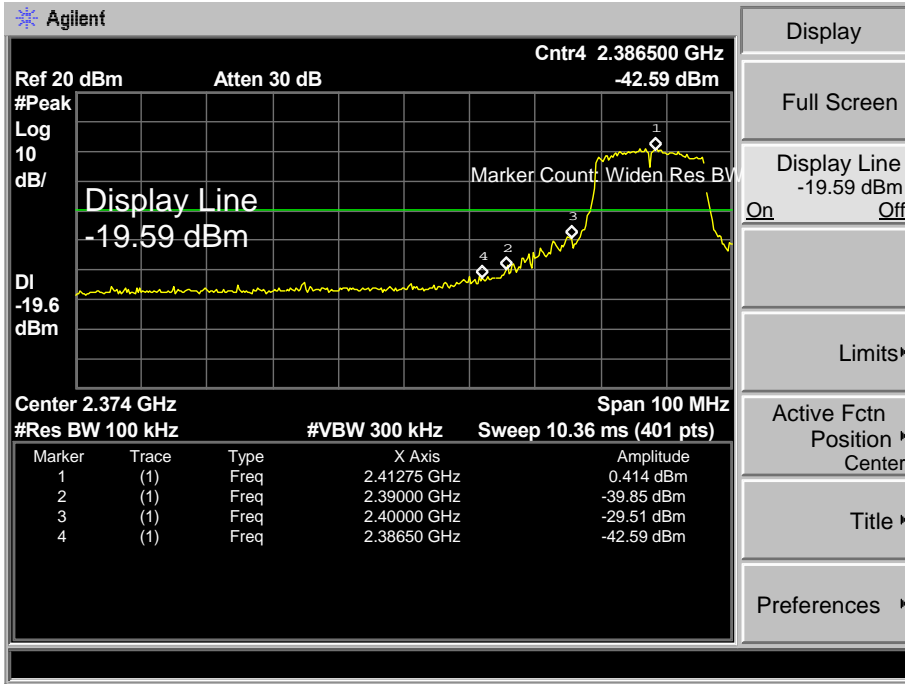 Agilent
Cntr4 2.386500 GHz
Ref 20 dBm Atten 30 dB -42.59 dBm
#Peak
Log
10
dB/
1
Marker Count: Widen Res BW
Display Line
-19.59 dBm
3
2
4
DI
-19.6
dBm
Center 2.374 GHz Span 100 MHz
#Res BW 100 kHz #VBW 300 kHz Sweep 10.36 ms (401 pts)
Marker Trace Type X Axis Amplitude
1 (1) Freq 2.41275 GHz 0.414 dBm
2 (1) Freq 2.39000 GHz -39.85 dBm
3 (1) Freq 2.40000 GHz -29.51 dBm
4 (1) Freq 2.38650 GHz -42.59 dBm
Display
Full Screen
Display Line
-19.59 dBm
On Off
Limits
Active Fctn
Position
Center
Title
Preferences